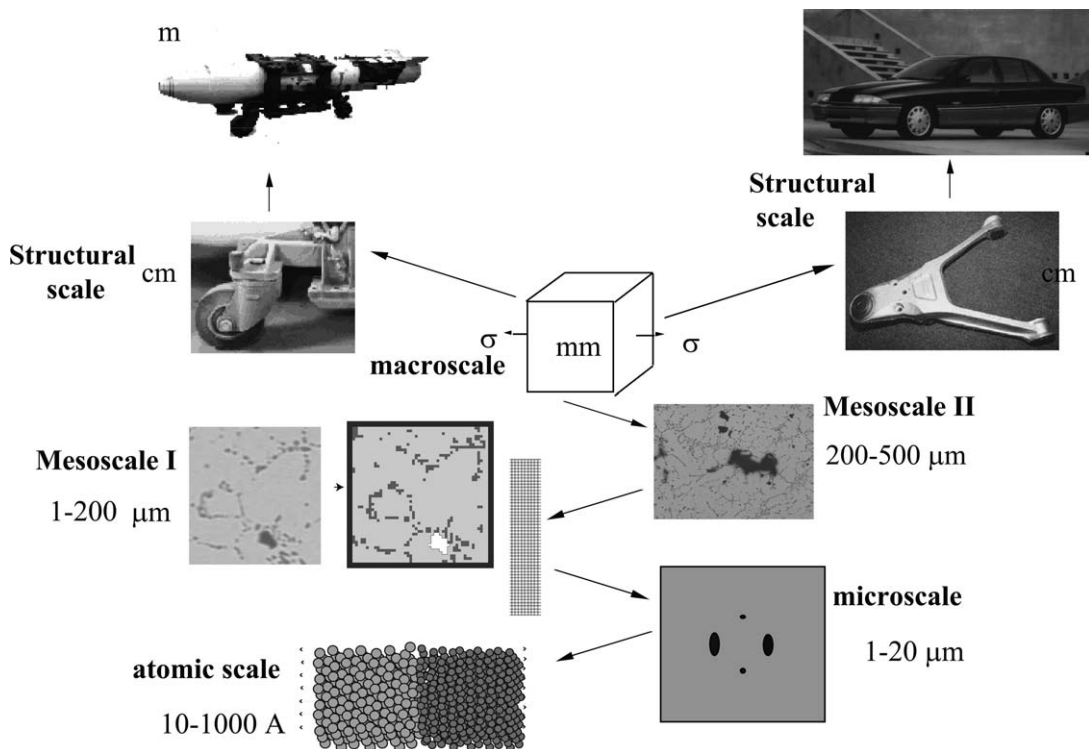 m
Structural
scale
Structural
scale
cm
cm
σ
mm
σ
macroscale
Mesoscale I
1-200 μm
Mesoscale II
200-500 μm
microscale
1-20 μm
atomic scale
10-1000 A